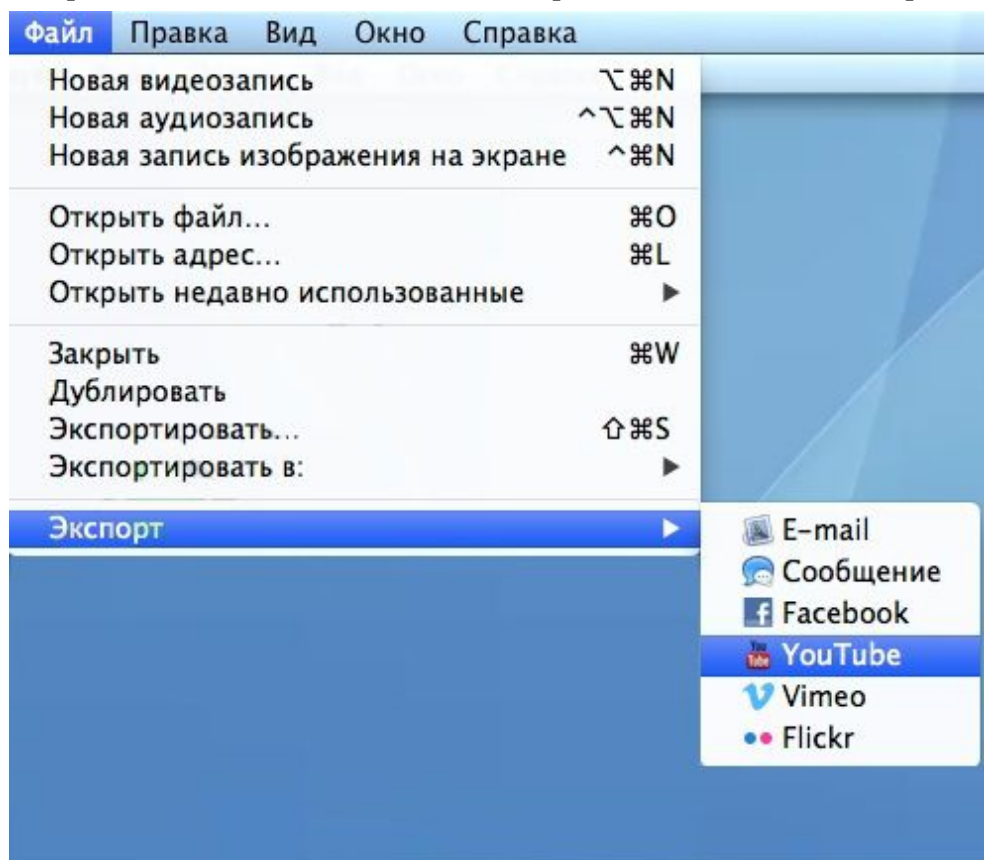 Файл Правка Вид Окно Справка
Новая видеозапись ⌥⌘N
Новая аудиозапись ^⌥⌘N
Новая запись изображения на экране ^⌘N
Открыть файл... ⌘O
Открыть адрес... ⌘L
Открыть недавно использованные ▶
Закрыть ⌘W
Дублировать
Экспортировать... ⇧⌘S
Экспортировать в: ▶
Экспорт ▶
E-mail
Сообщение
Facebook
YouTube
Vimeo
Flickr